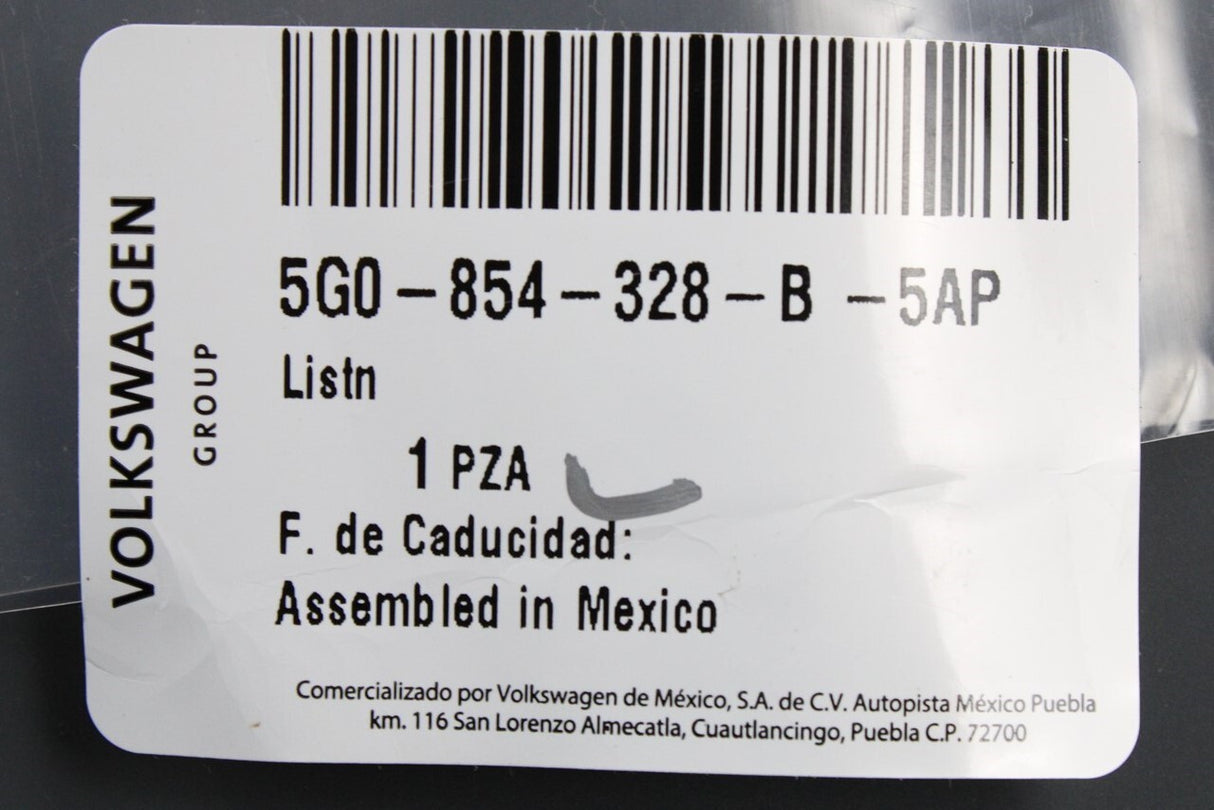 VOLKSWAGEN
GROUP
5G0-854-328-B -5AP
Listn
1 PZA
F. de Caducidad:
Assembled in Mexico
Comercializado por Volkswagen de México, S.A. de C.V. Autopista México Puebla
km. 116 San Lorenzo Almecatla, Cuautlancingo, Puebla C.P. 72700